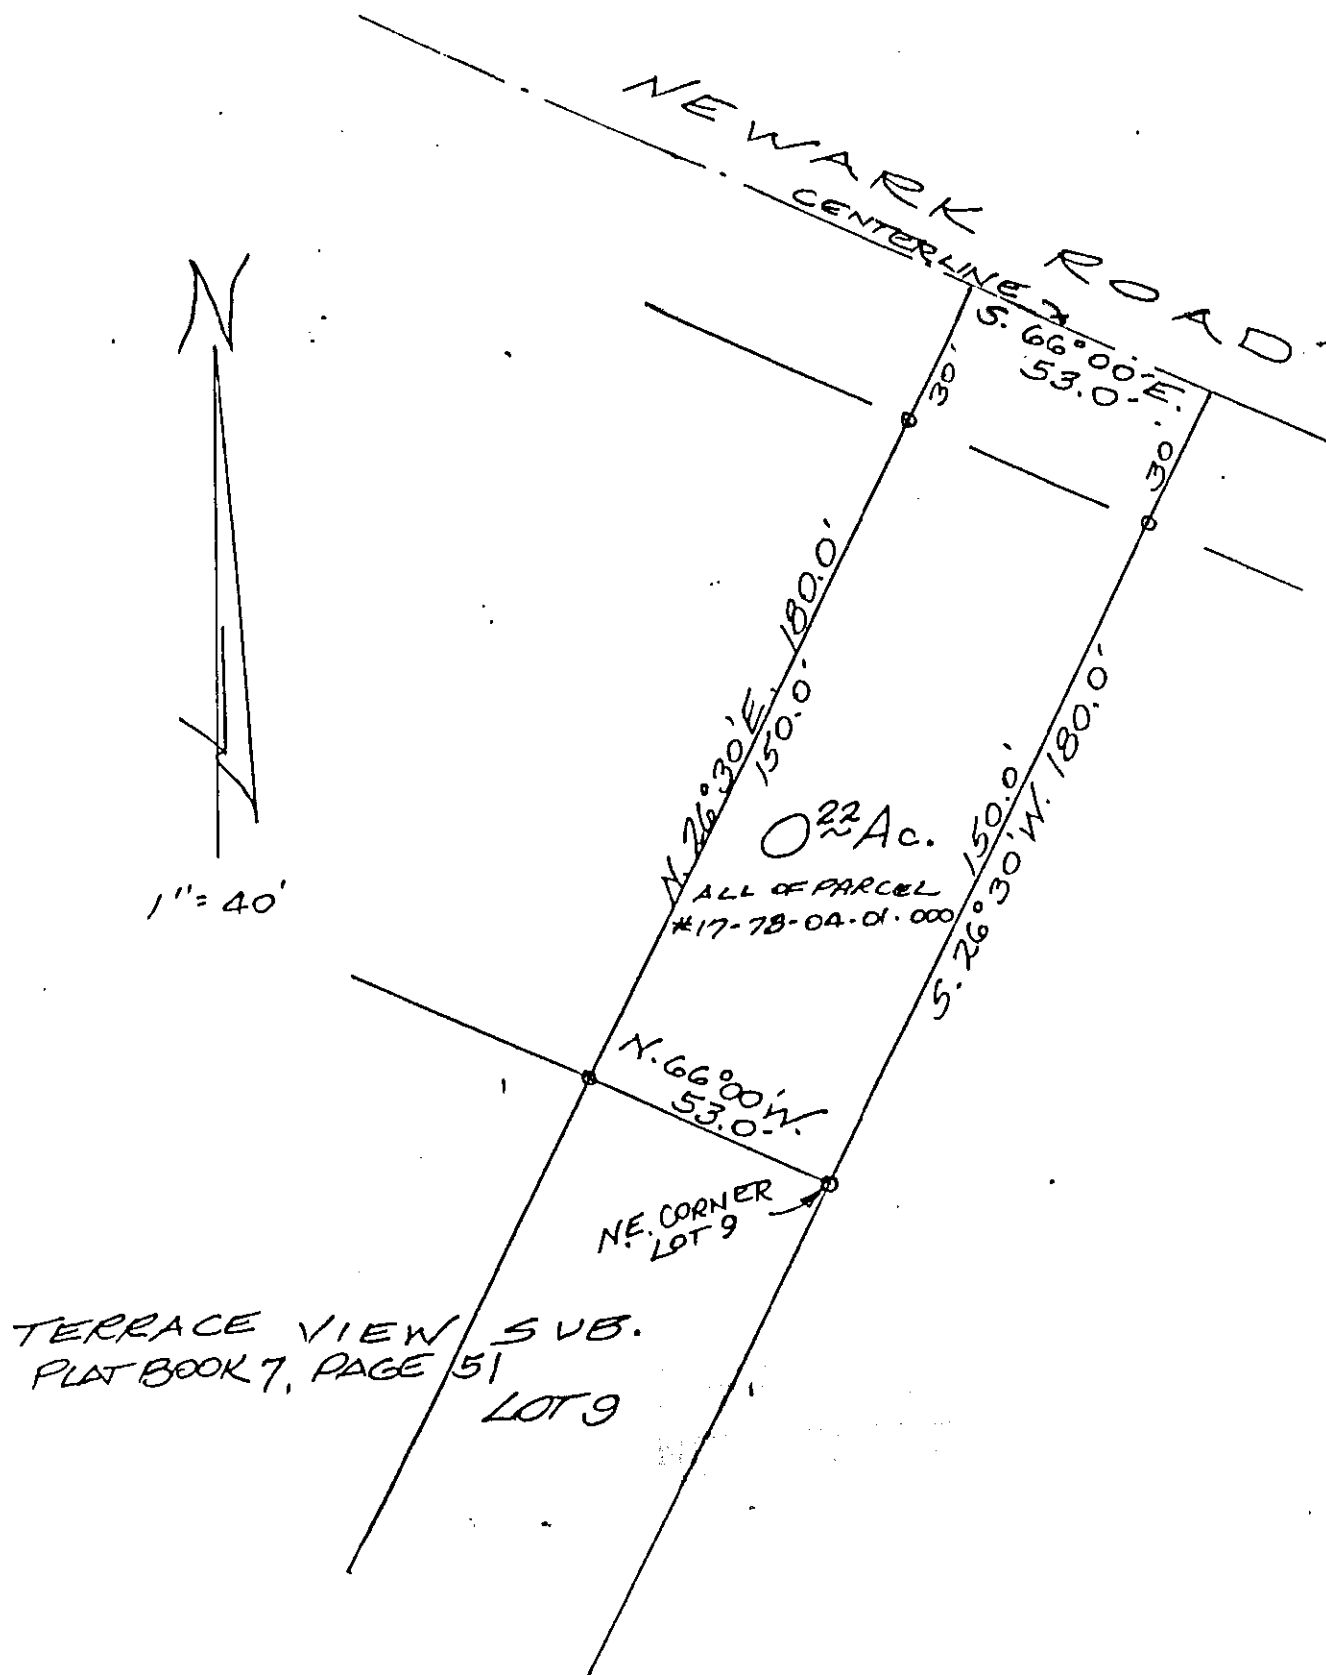 NEWARK ROAD
CENTERLINE
S. 66°00' E.
53.0'
30'
30'
N
1" = 40'
N. 26°30' E. 180.0'
150.0'
150.0'
S. 26°30' W. 180.0'
0 22 Ac.
ALL OF PARCEL
#17-78-04-01-000
N. 66°00' W.
53.0'
N.E. CORNER
LOT 9
TERRACE VIEW SUB.
PLAT BOOK 7, PAGE 51
LOT 9